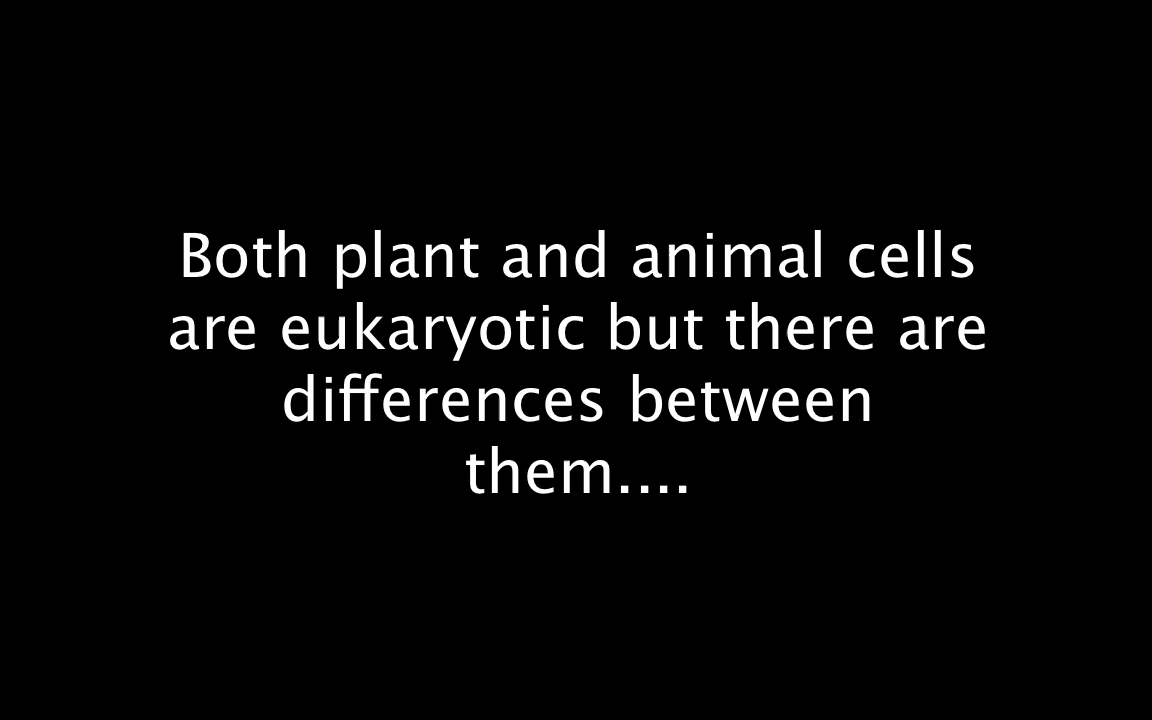 Both plant and animal cells
are eukaryotic but there are
differences between
them....